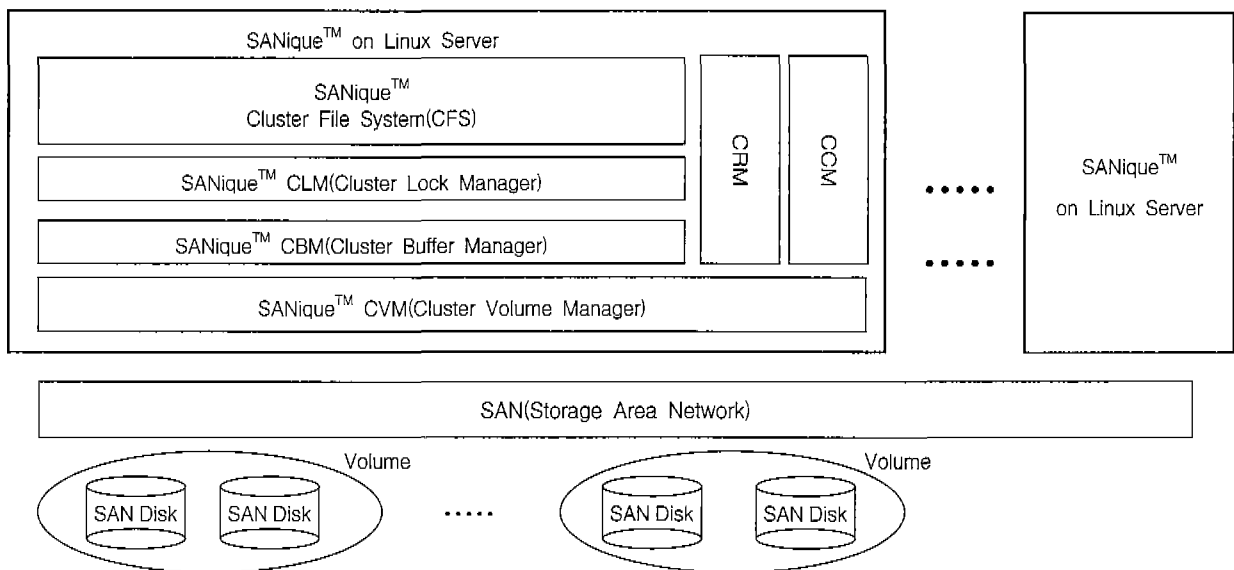 SANique™ on Linux Server
SANique™
Cluster File System(CFS)
SANique™ CLM(Cluster Lock Manager)
SANique™ CBM(Cluster Buffer Manager)
SANique™ CVM(Cluster Volume Manager)
CRM
CCM
SANique™
on Linux Server
SAN(Storage Area Network)
Volume
Volume
SAN Disk
SAN Disk
SAN Disk
SAN Disk